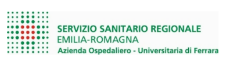 SERVIZIO SANITARIO REGIONALE
EMILIA-ROMAGNA
Azienda Ospedaliero - Universitaria di Ferrara